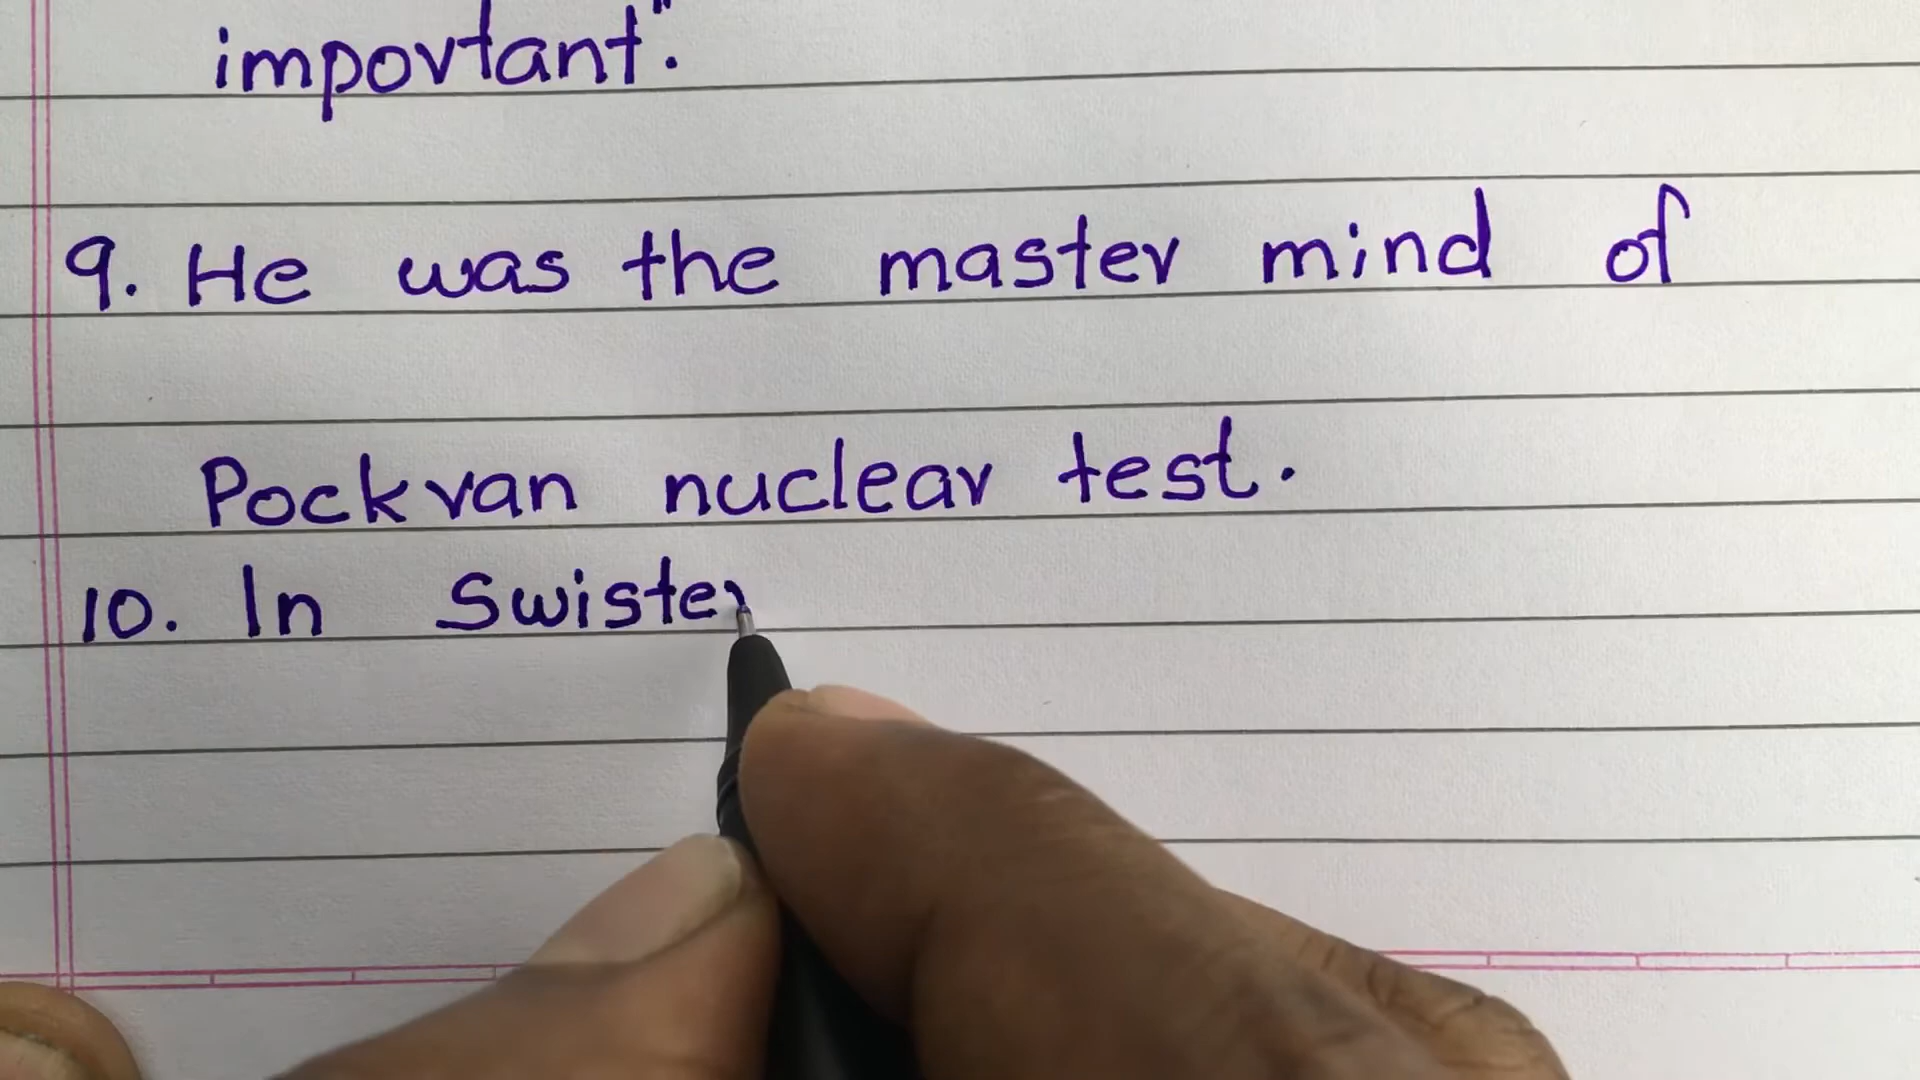 important".
9. He was the master mind of
Pockran nuclear test.
10. In Swister